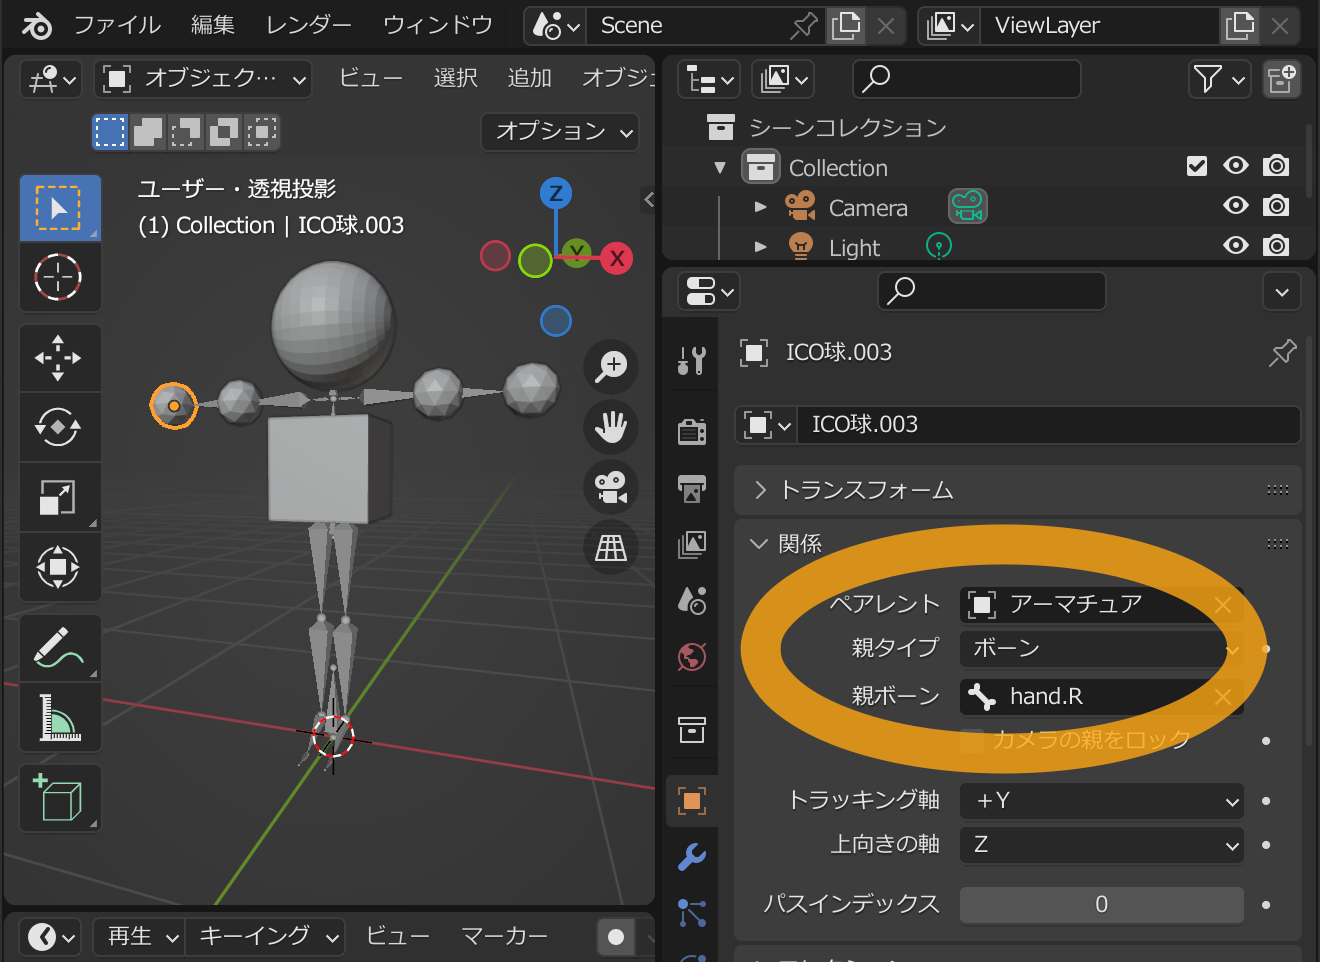 ファイル 編集 レンダー ウィンドウ Scene ViewLayer
オブジェク… ビュー 選択 追加 オブジェ
オプション
ユーザー・透視投影
(1) Collection | ICO球.003
Z
Y
X
シーンコレクション
Collection
Camera
Light
ICO球.003
ICO球.003
トランスフォーム
関係
ペアレント アーマチュア
親タイプ ボーン
親ボーン hand.R
カメラの親をロック
トラッキング軸 +Y
上向きの軸 Z
パスインデックス 0
再生 キーイング ビュー マーカー